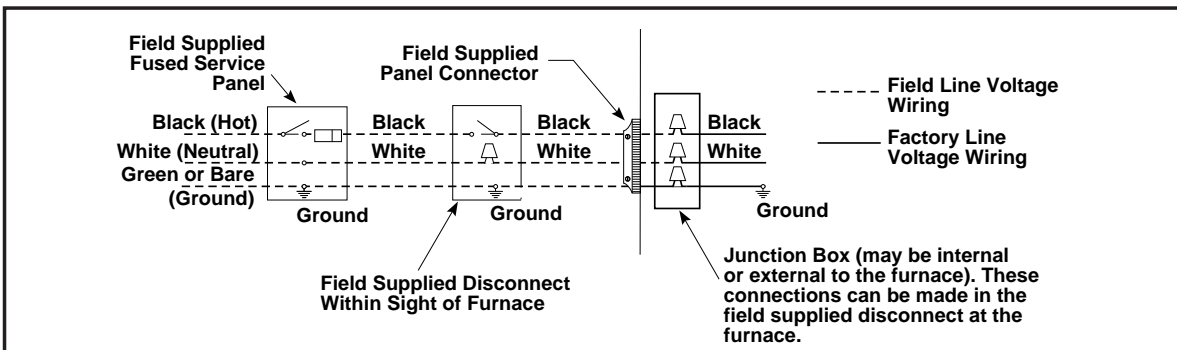 Field Supplied
Fused Service
Panel
Field Supplied
Panel Connector
Field Line Voltage
Wiring
Factory Line
Voltage Wiring
Black (Hot)
Black
Black
Black
White (Neutral)
White
White
White
Green or Bare
(Ground)
Ground
Ground
Ground
Field Supplied Disconnect
Within Sight of Furnace
Junction Box (may be internal
or external to the furnace). These
connections can be made in the
field supplied disconnect at the
furnace.